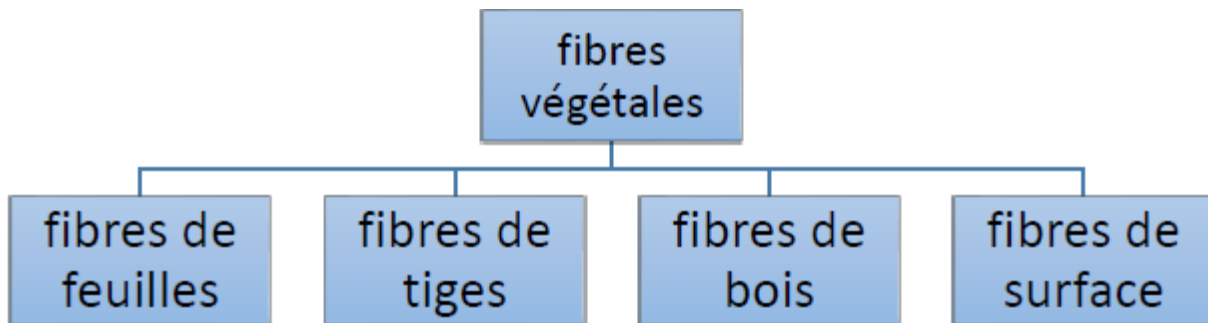 fibres
végétales
fibres de
feuilles
fibres de
tiges
fibres de
bois
fibres de
surface